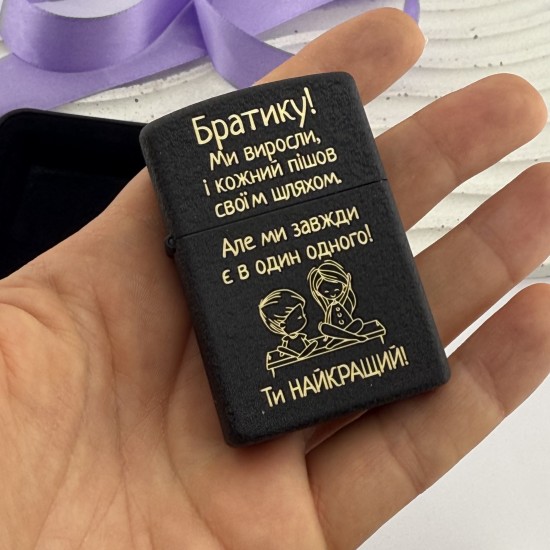 Братику!
Ми виросли,
і кожний пішов
своїм шляхом.
Але ми завжди
є в один одного!
Ти НАЙКРАЩИЙ!